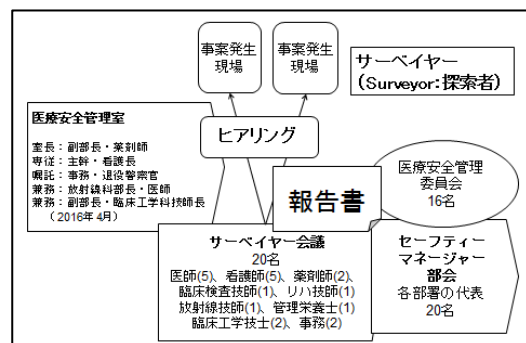 事案発生
現場
事案発生
現場
サーベイヤー
（Surveyor：探索者）
医療安全管理室
室長：副部長・薬剤師
専従：主幹・看護長
嘱託：事務・退役警察官
兼務：放射線科部長・医師
兼務：副部長・臨床工学科技師長
（2016年 4月）
ヒアリング
医療安全管理
委員会
16名
報告書
サーベイヤー会議
20名
医師(5)、看護師(5)、薬剤師(2)、
臨床検査技師(1)、リハ技師(1)
放射線技師(1)、管理栄養士(1)
臨床工学技士(2)、事務(2)
セーフティー
マネージャー
部会
各部署の代表
20名